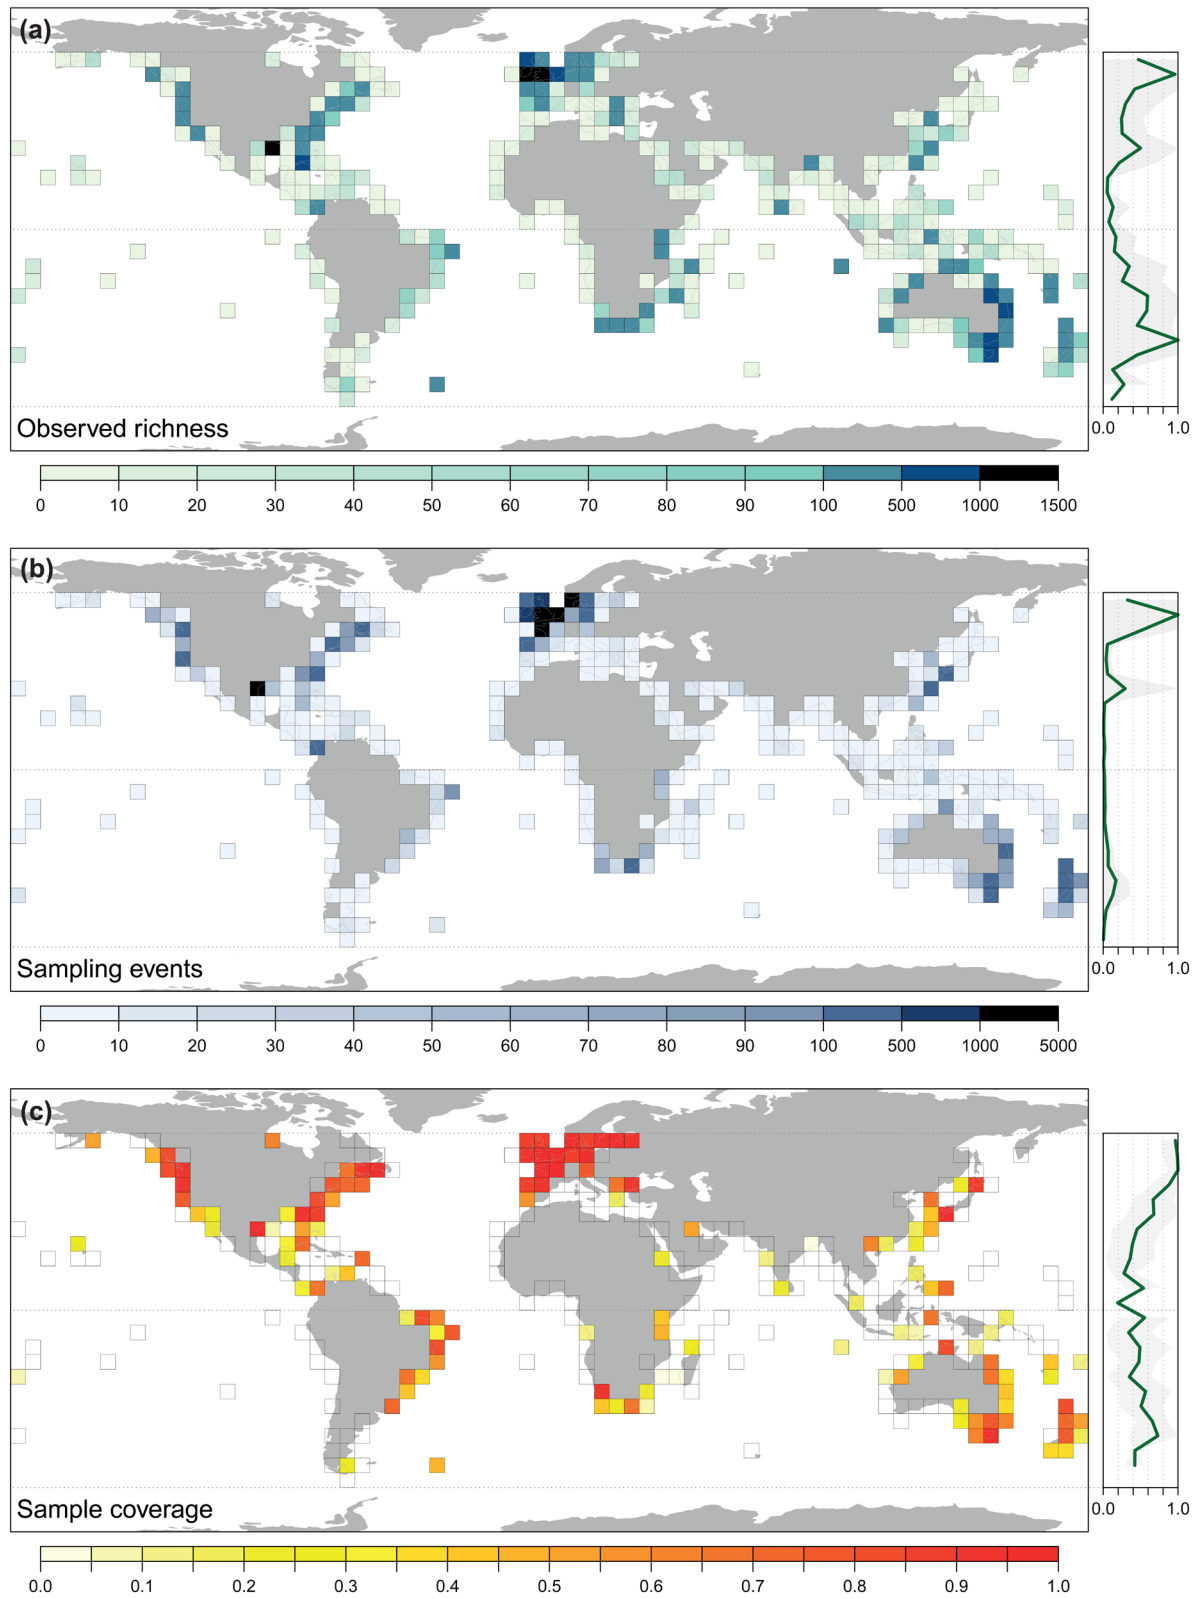 (a)
Observed richness
0.0 1.0
0 10 20 30 40 50 60 70 80 90 100 500 1000 1500
(b)
Sampling events
0.0 1.0
0 10 20 30 40 50 60 70 80 90 100 500 1000 5000
(c)
Sample coverage
0.0 1.0
0.0 0.1 0.2 0.3 0.4 0.5 0.6 0.7 0.8 0.9 1.0